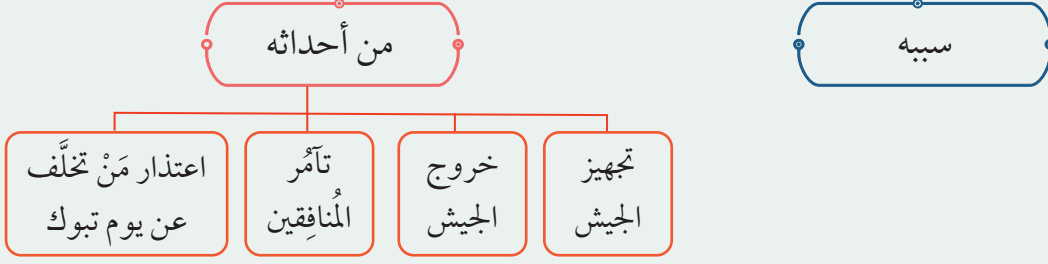 سببه
من أحداثه
تجهيز
الجيش
خروج
الجيش
تآمُر
المُنافِقين
اعتذار مَنْ تخلَّف
عن يوم تبوك